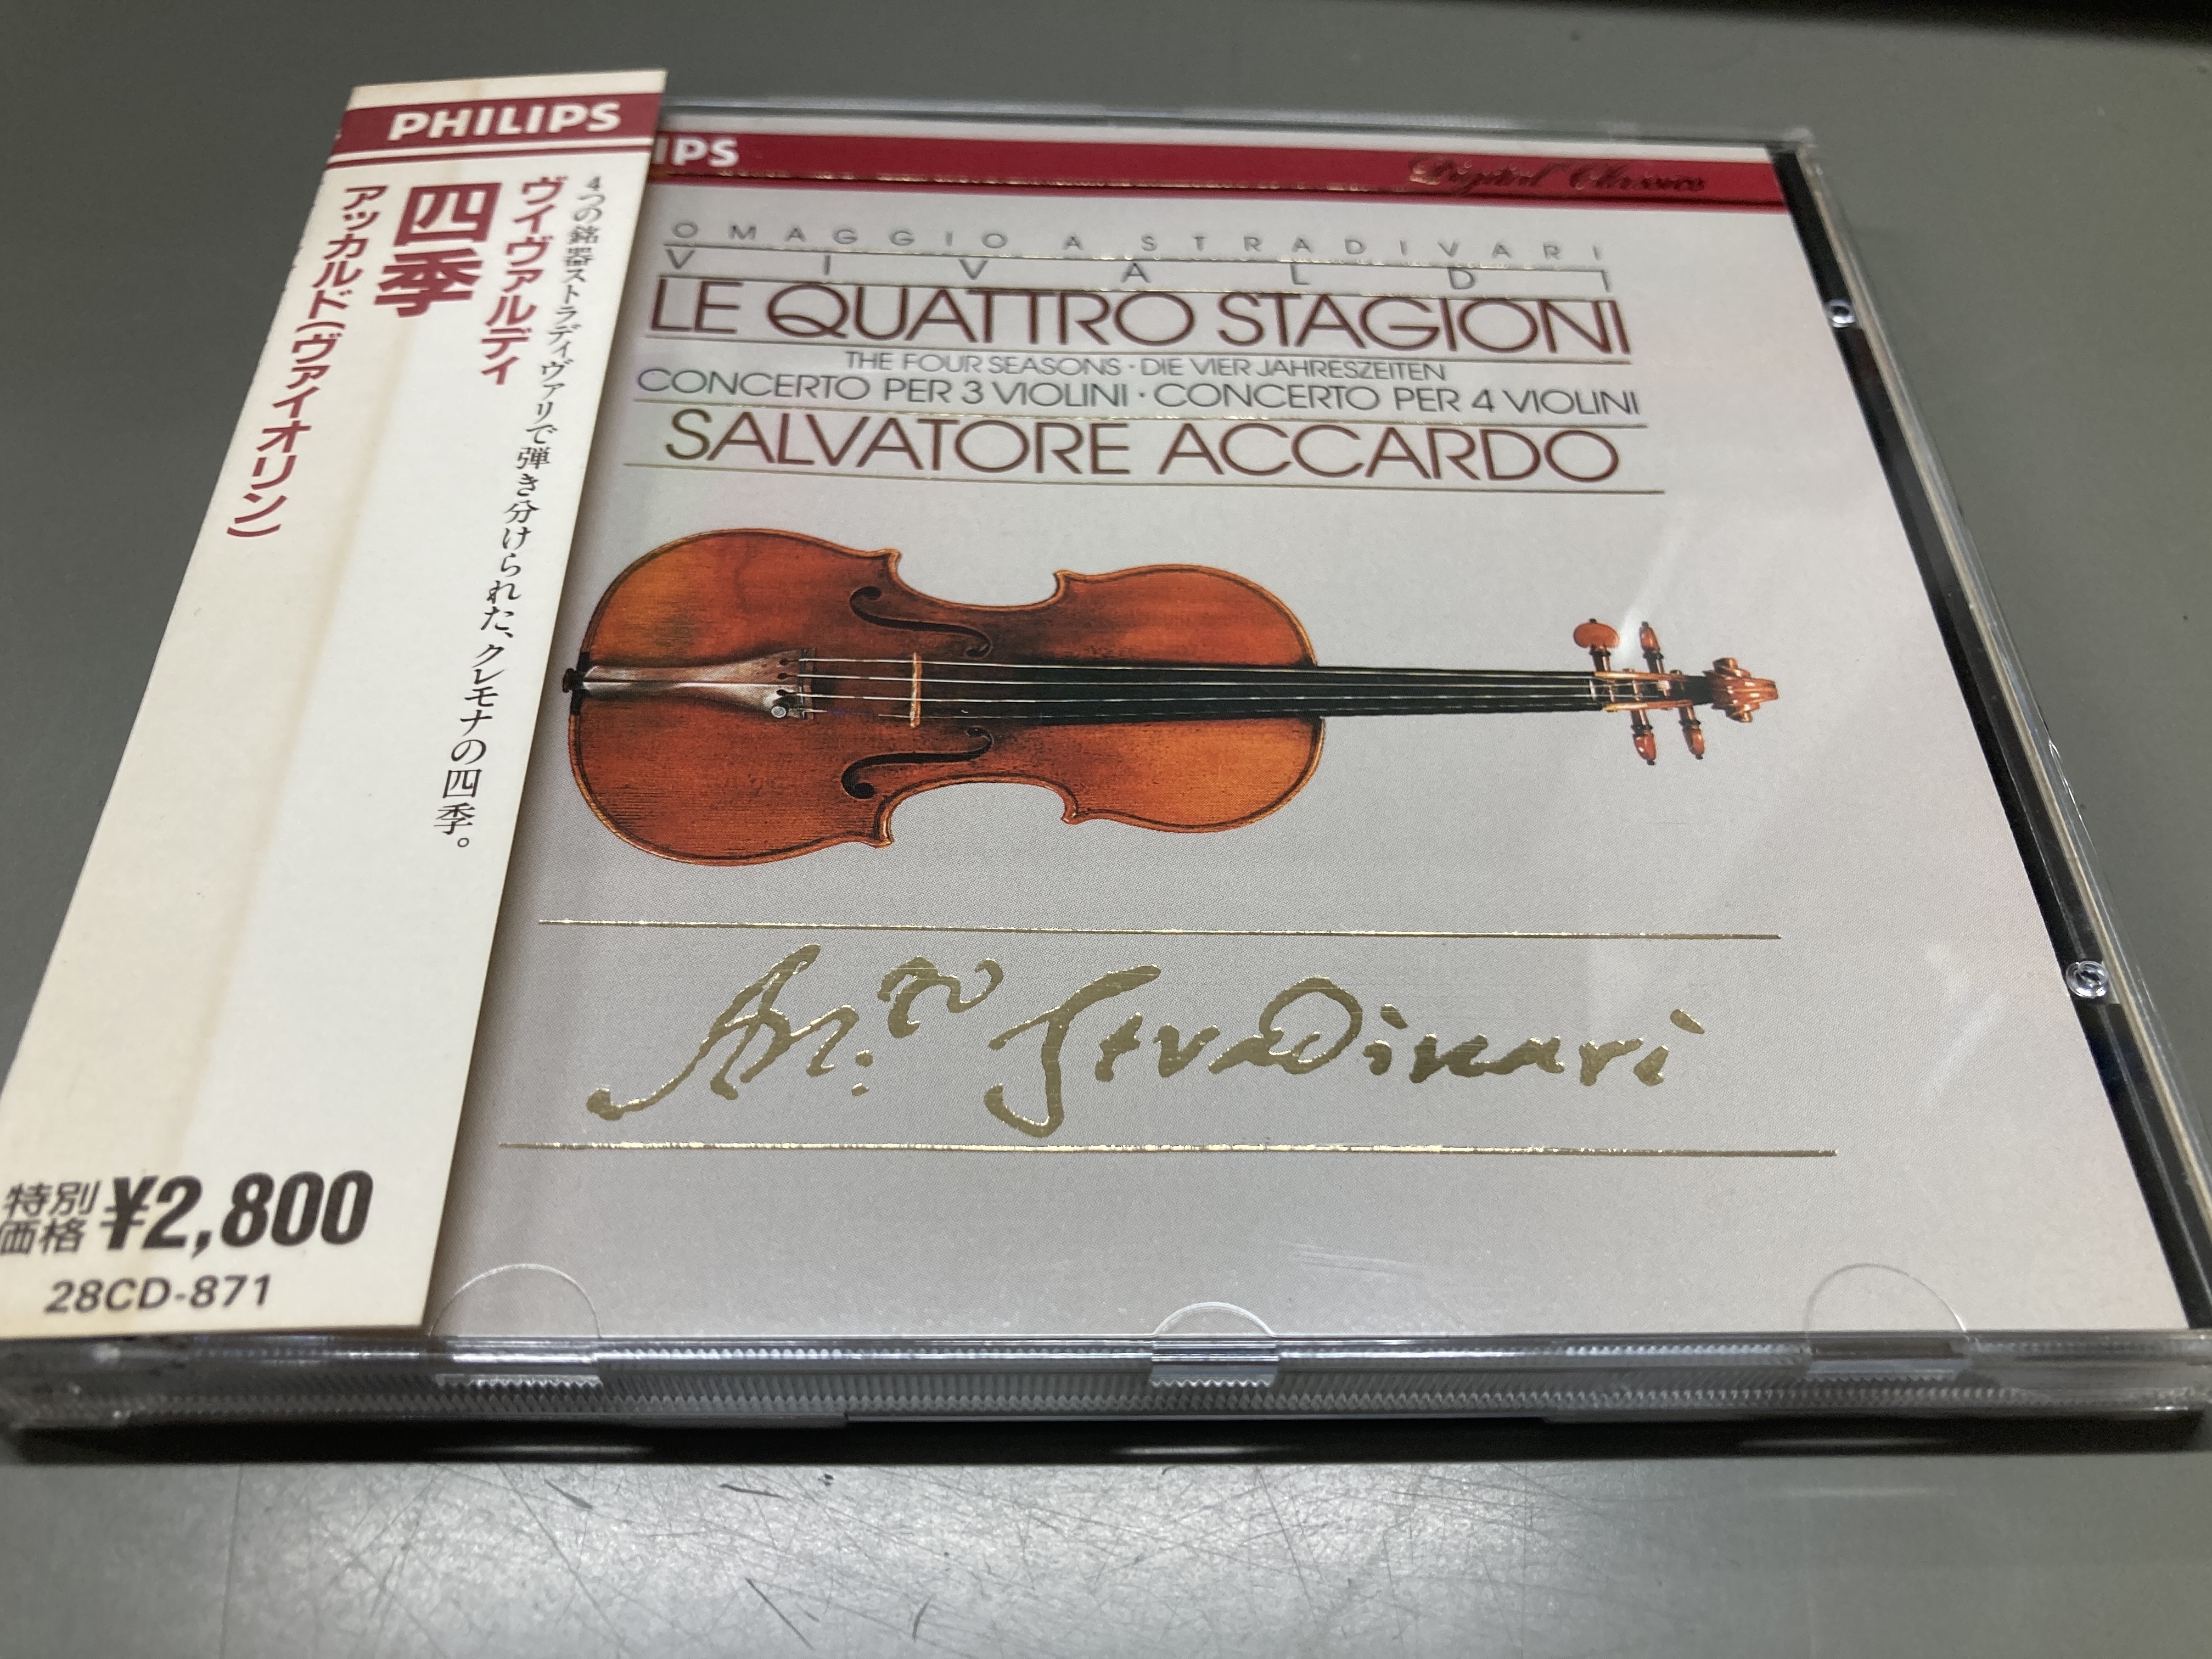 PHILIPS
4つの銘器ストラディヴァリで弾き分けられた、クレモナの四季。
ヴィヴァルディ
四季
アッカルド(ヴァイオリン)
特別
価格 ¥2,800
28CD-871
IPS
Digital Classics
OMAGGIO A STRADIVARI
VIVALDI
LE QUATTRO STAGIONI
THE FOUR SEASONS · DIE VIER JAHRESZEITEN
CONCERTO PER 3 VIOLINI · CONCERTO PER 4 VIOLINI
SALVATORE ACCARDO
Stradivari